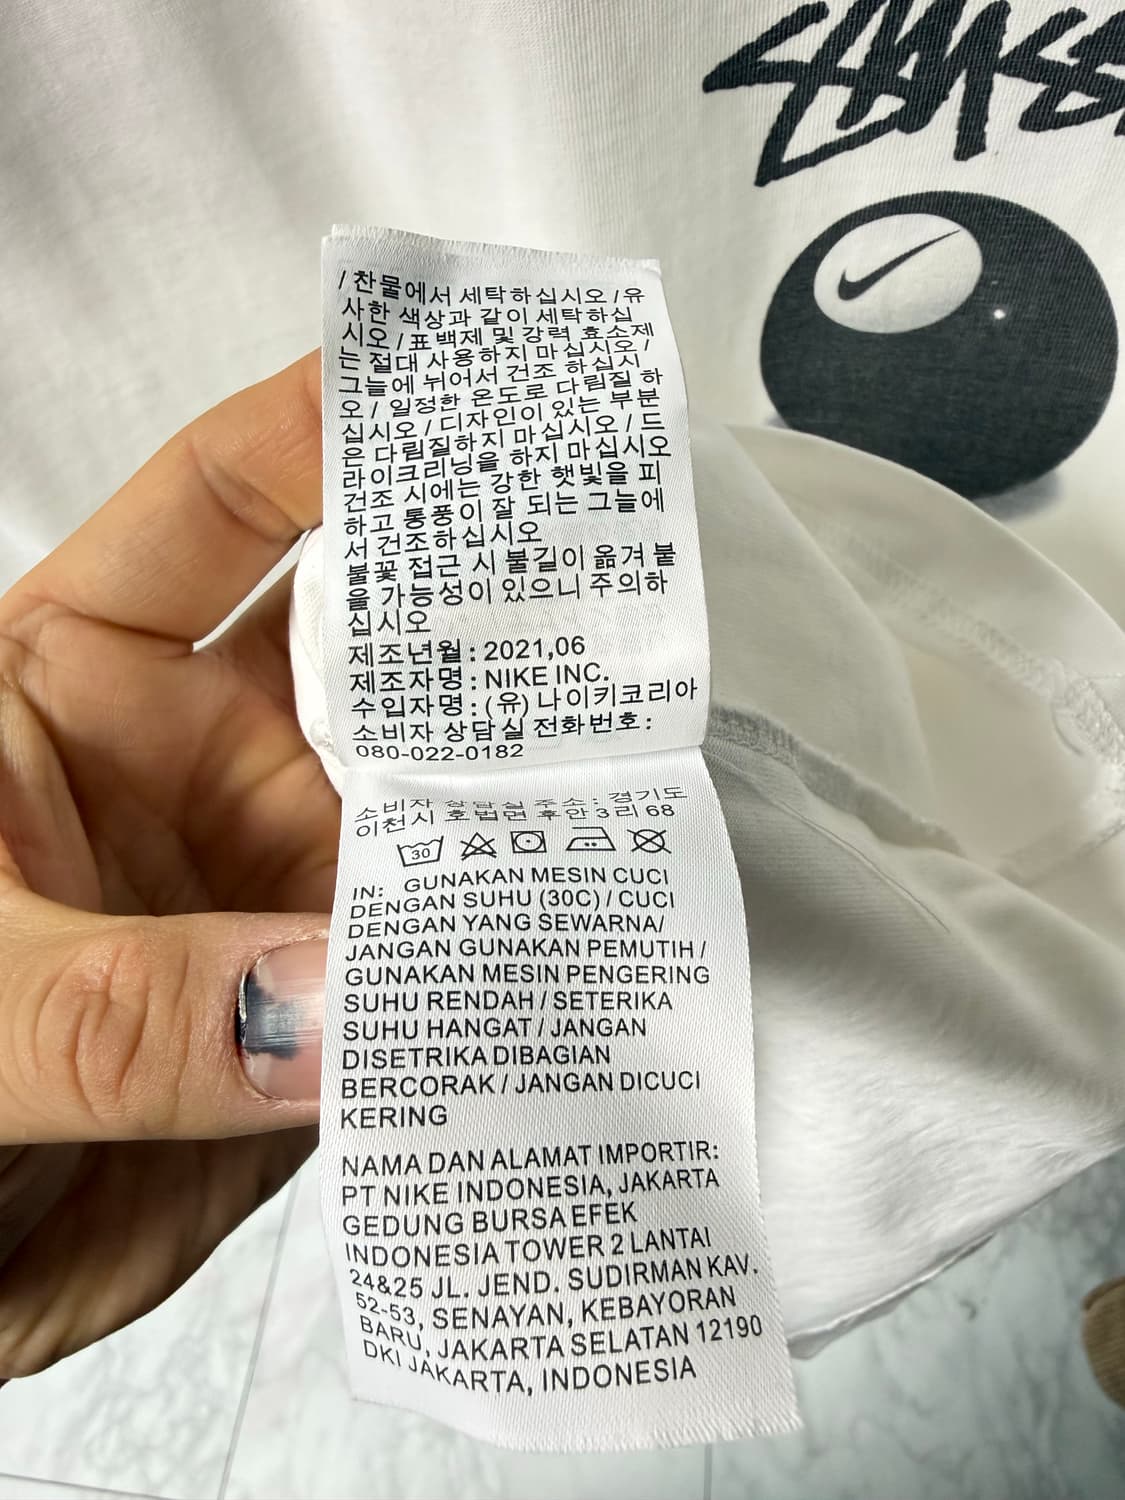 STÜSSY
/ 찬물에서 세탁하십시오 /유
사한 색상과 같이 세탁하십
시오 / 표백제 및 강력 효소제
는 절대 사용하지 마십시오 /
그늘에 뉘어서 건조 하십시
오 / 일정한 온도로 다림질 하
십시오 / 디자인이 있는 부분
은 다림질하지 마십시오 / 드
라이크리닝을 하지 마십시오
건조 시에는 강한 햇빛을 피
하고 통풍이 잘 되는 그늘에
서 건조하십시오
불꽃 접근 시 불길이 옮겨 붙
을 가능성이 있으니 주의하
십시오
제조년월 : 2021,06
제조자명 : NIKE INC.
수입자명 : (유) 나이키코리아
소비자 상담실 전화번호 :
080-022-0182
소비자 상담실 주소 : 경기도
이천시 호법면 후안 3 리 68
30
IN: GUNAKAN MESIN CUCI
DENGAN SUHU (30C) / CUCI
DENGAN YANG SEWARNA/
JANGAN GUNAKAN PEMUTIH /
GUNAKAN MESIN PENGERING
SUHU RENDAH / SETERIKA
SUHU HANGAT / JANGAN
DISETRIKA DIBAGIAN
BERCORAK / JANGAN DICUCI
KERING
NAMA DAN ALAMAT IMPORTIR:
PT NIKE INDONESIA, JAKARTA
GEDUNG BURSA EFEK
INDONESIA TOWER 2 LANTAI
24&25 JL. JEND. SUDIRMAN KAV.
52-53, SENAYAN, KEBAYORAN
BARU, JAKARTA SELATAN 12190
DKI JAKARTA, INDONESIA